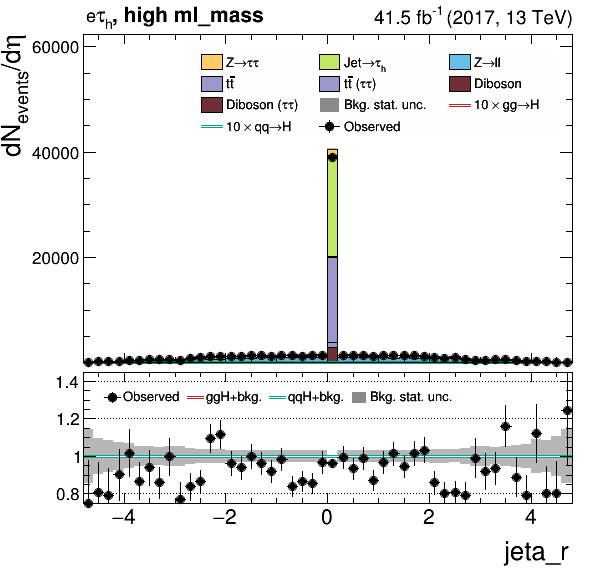 eτh, high ml_mass
41.5 fb⁻¹ (2017, 13 TeV)
dNevents/dη
60000
40000
20000
Z→ττ
Jet→τh
Z→ll
tt̄
tt̄ (ττ)
Diboson
Diboson (ττ)
Bkg. stat. unc.
10 × gg→H
10 × qq→H
Observed
1.4
1.2
1
0.8
Observed
ggH+bkg.
qqH+bkg.
Bkg. stat. unc.
−4
−2
0
2
4
jeta_r